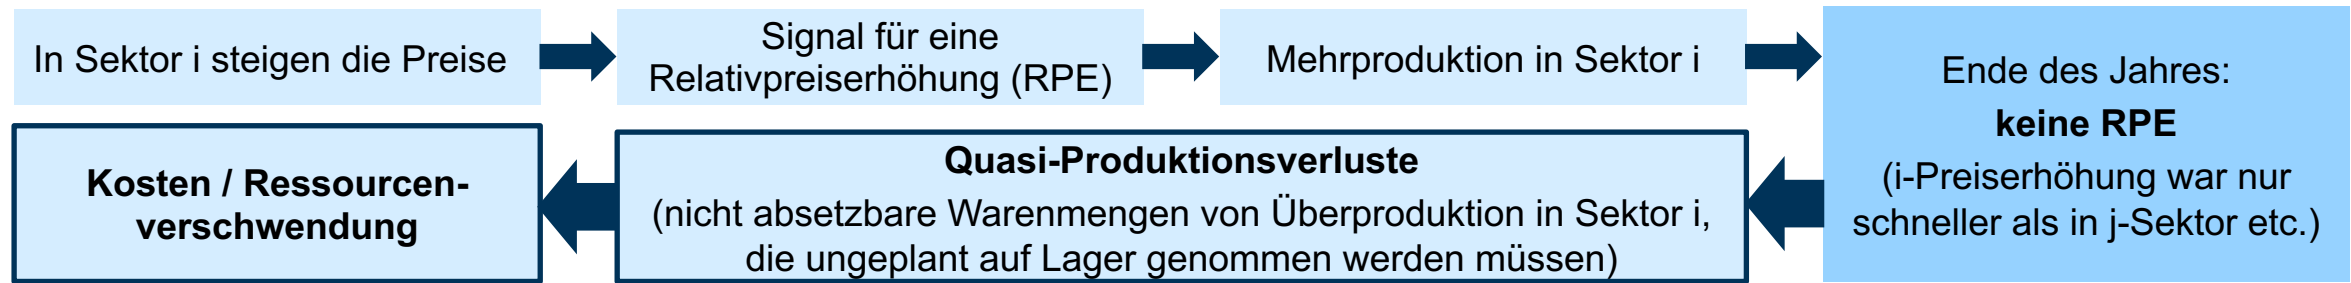 In Sektor i steigen die Preise
Signal für eine
Relativpreiserhöhung (RPE)
Mehrproduktion in Sektor i
Ende des Jahres:
keine RPE
(i-Preiserhöhung war nur
schneller als in j-Sektor etc.)
Quasi-Produktionsverluste
(nicht absetzbare Warenmengen von Überproduktion in Sektor i,
die ungeplant auf Lager genommen werden müssen)
Kosten / Ressourcen-
verschwendung